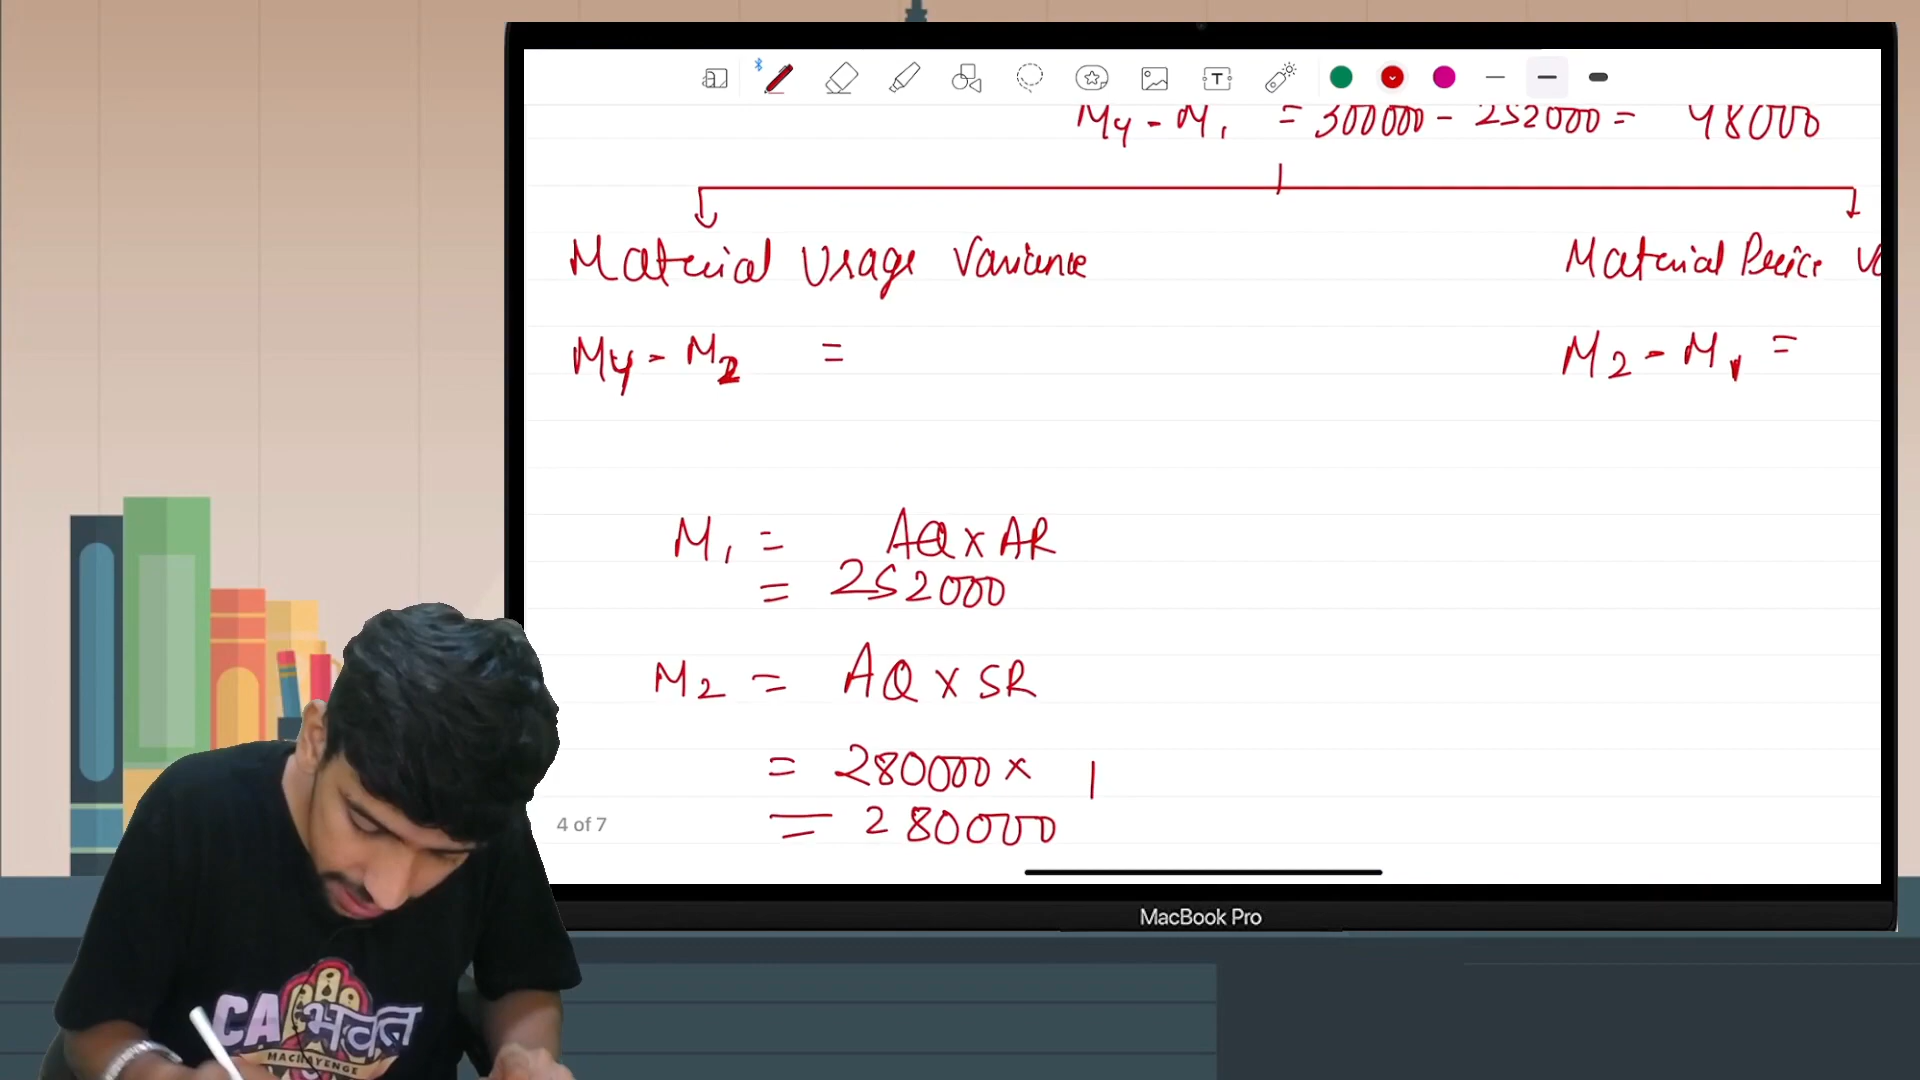 M4 - M1 = 300000 - 252000 = 48000
Material Usage Variance
Material Price
M4 - M2 =
M2 - M1 =
M1 = AQ x AR
= 252000
M2 = AQ x SR
= 280000 x 1
= 280000
4 of 7
MacBook Pro
CA भक्त
MACHAYENGE